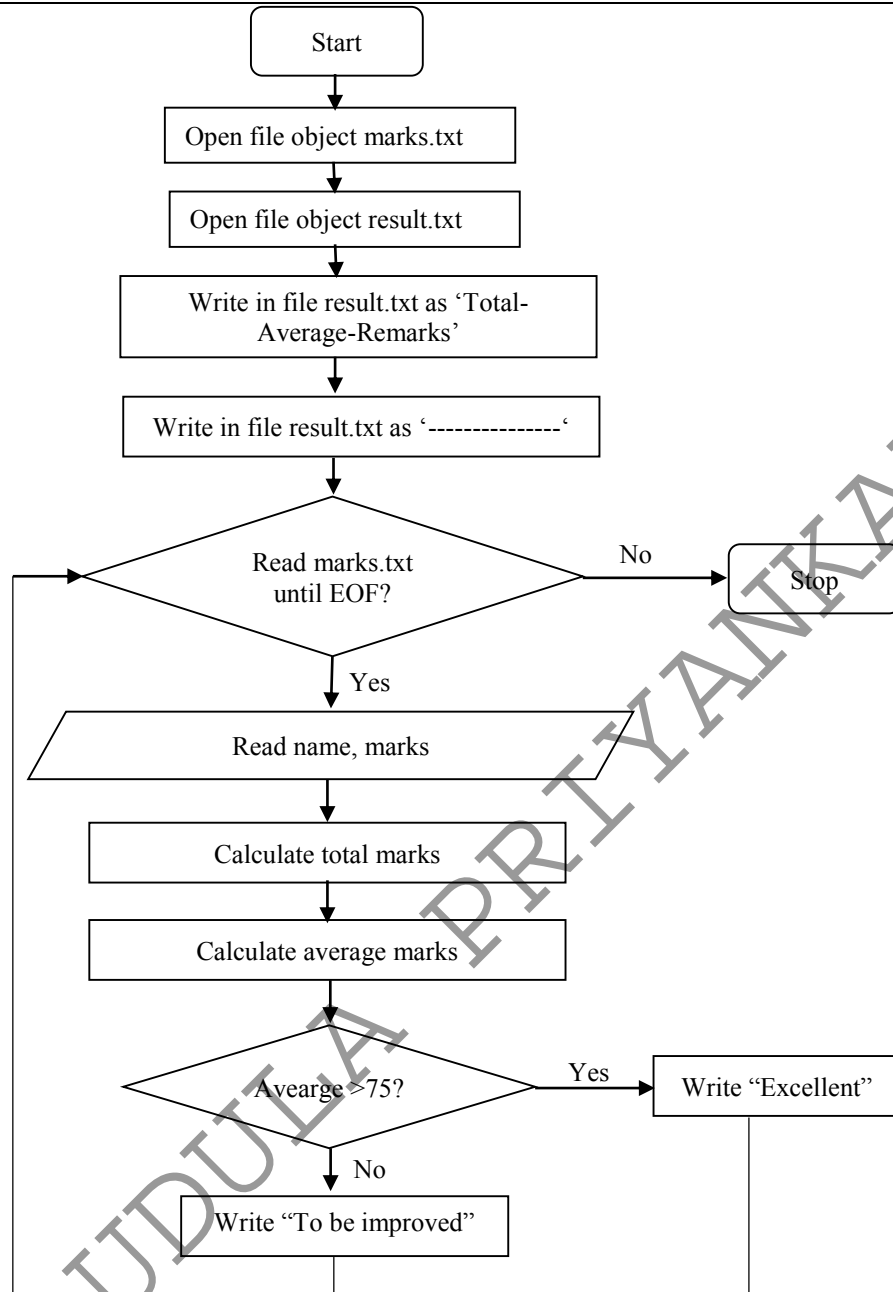 Start
Open file object marks.txt
Open file object result.txt
Write in file result.txt as ‘Total-
Average-Remarks’
Write in file result.txt as ‘---------------‘
Read marks.txt
until EOF?
No
Stop
Yes
Read name, marks
Calculate total marks
Calculate average marks
Avearge >75?
Yes
Write “Excellent”
No
Write “To be improved”
UDULA PRIYANKA